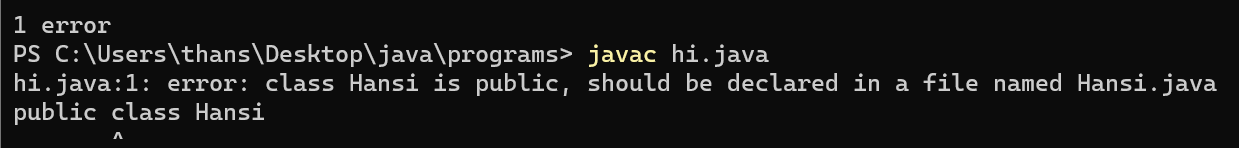 1 error
PS C:\Users\thans\Desktop\java\programs> javac hi.java
hi.java:1: error: class Hansi is public, should be declared in a file named Hansi.java
public class Hansi
       ^